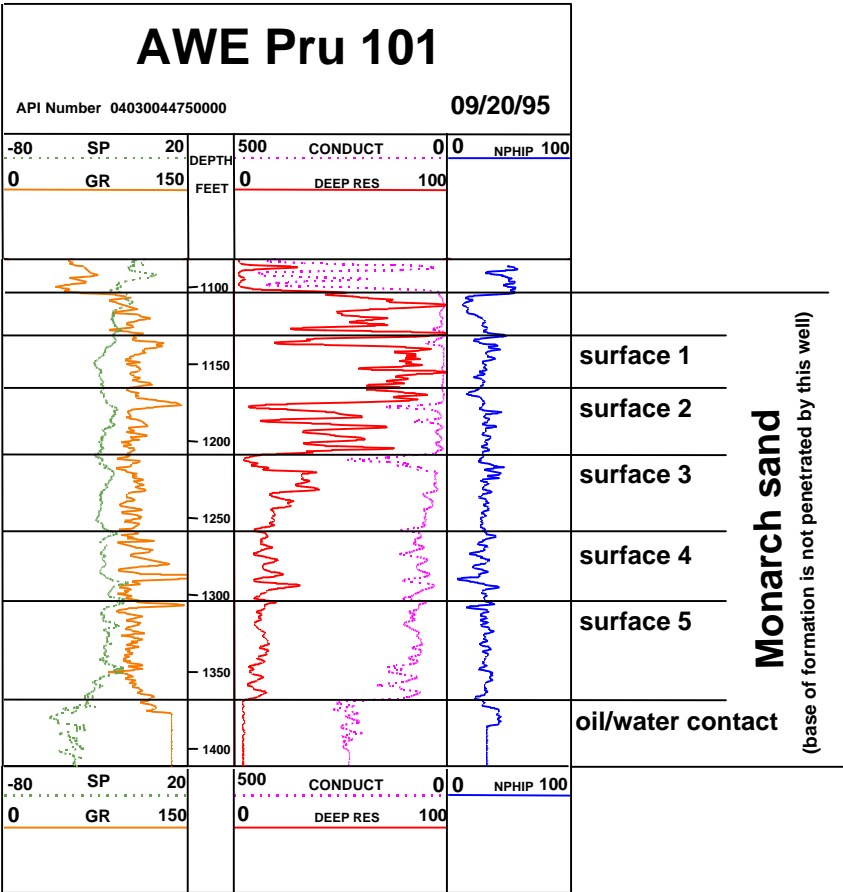 AWE Pru 101
API Number 04030044750000 09/20/95
-80 SP 20 DEPTH 500 CONDUCT 0 0 NPHIP 100
0 GR 150 FEET 0 DEEP RES 100
1100
1150
1200
1250
1300
1350
1400
surface 1
surface 2
surface 3
surface 4
surface 5
oil/water contact
Monarch sand
(base of formation is not penetrated by this well)
-80 SP 20 500 CONDUCT 0 0 NPHIP 100
0 GR 150 0 DEEP RES 100